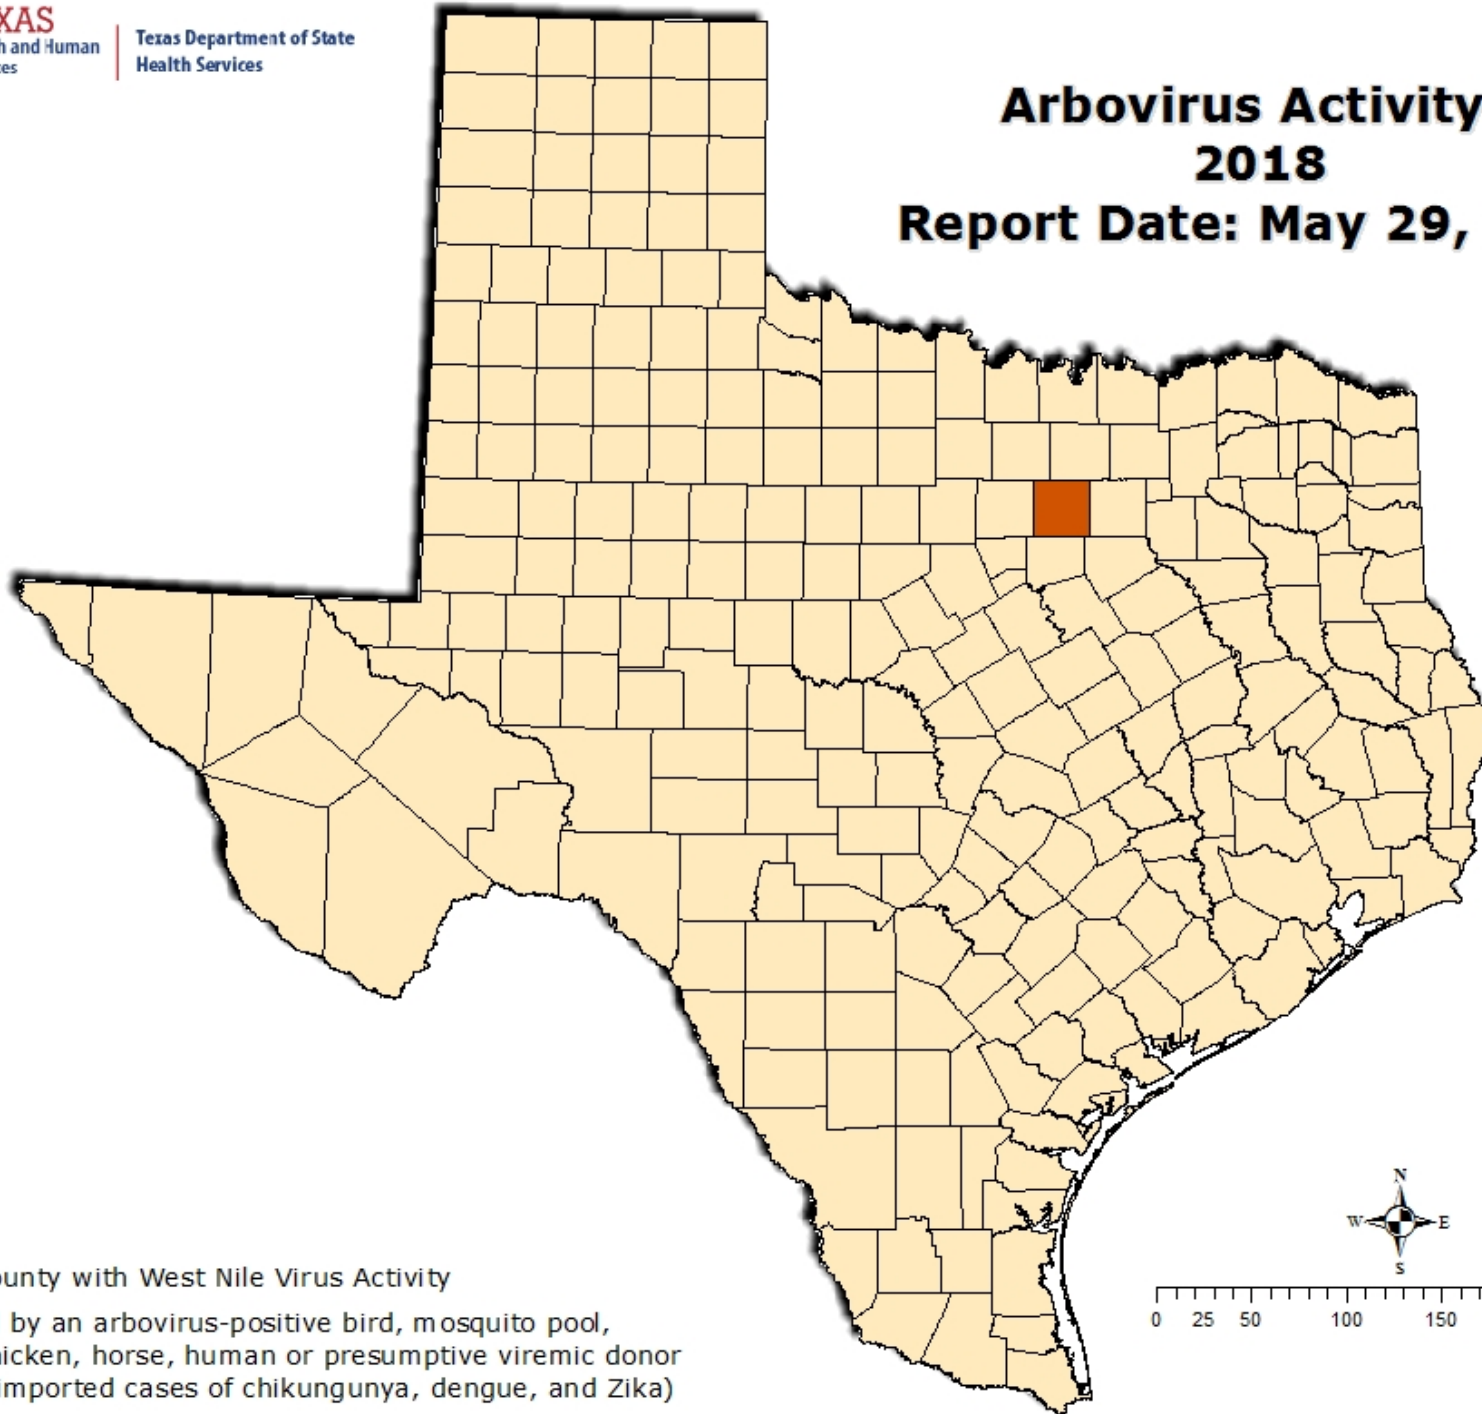 XAS
h and Human
ces
Texas Department of State
Health Services
Arbovirus Activity
2018
Report Date: May 29,
N
W E
S
0 25 50 100 150
ounty with West Nile Virus Activity
by an arbovirus-positive bird, mosquito pool,
icken, horse, human or presumptive viremic donor
imported cases of chikungunya, dengue, and Zika)